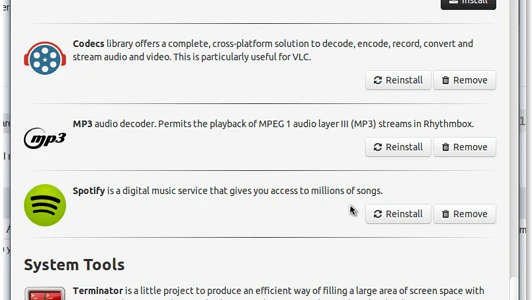 Install
Codecs library offers a complete, cross-platform solution to decode, encode, record, convert and
stream audio and video. This is particularly useful for VLC.
Reinstall Remove
mp3
MP3 audio decoder. Permits the playback of MPEG 1 audio layer III (MP3) streams in Rhythmbox.
Reinstall Remove
Spotify is a digital music service that gives you access to millions of songs.
Reinstall Remove
System Tools
Terminator is a little project to produce an efficient way of filling a large area of screen space with